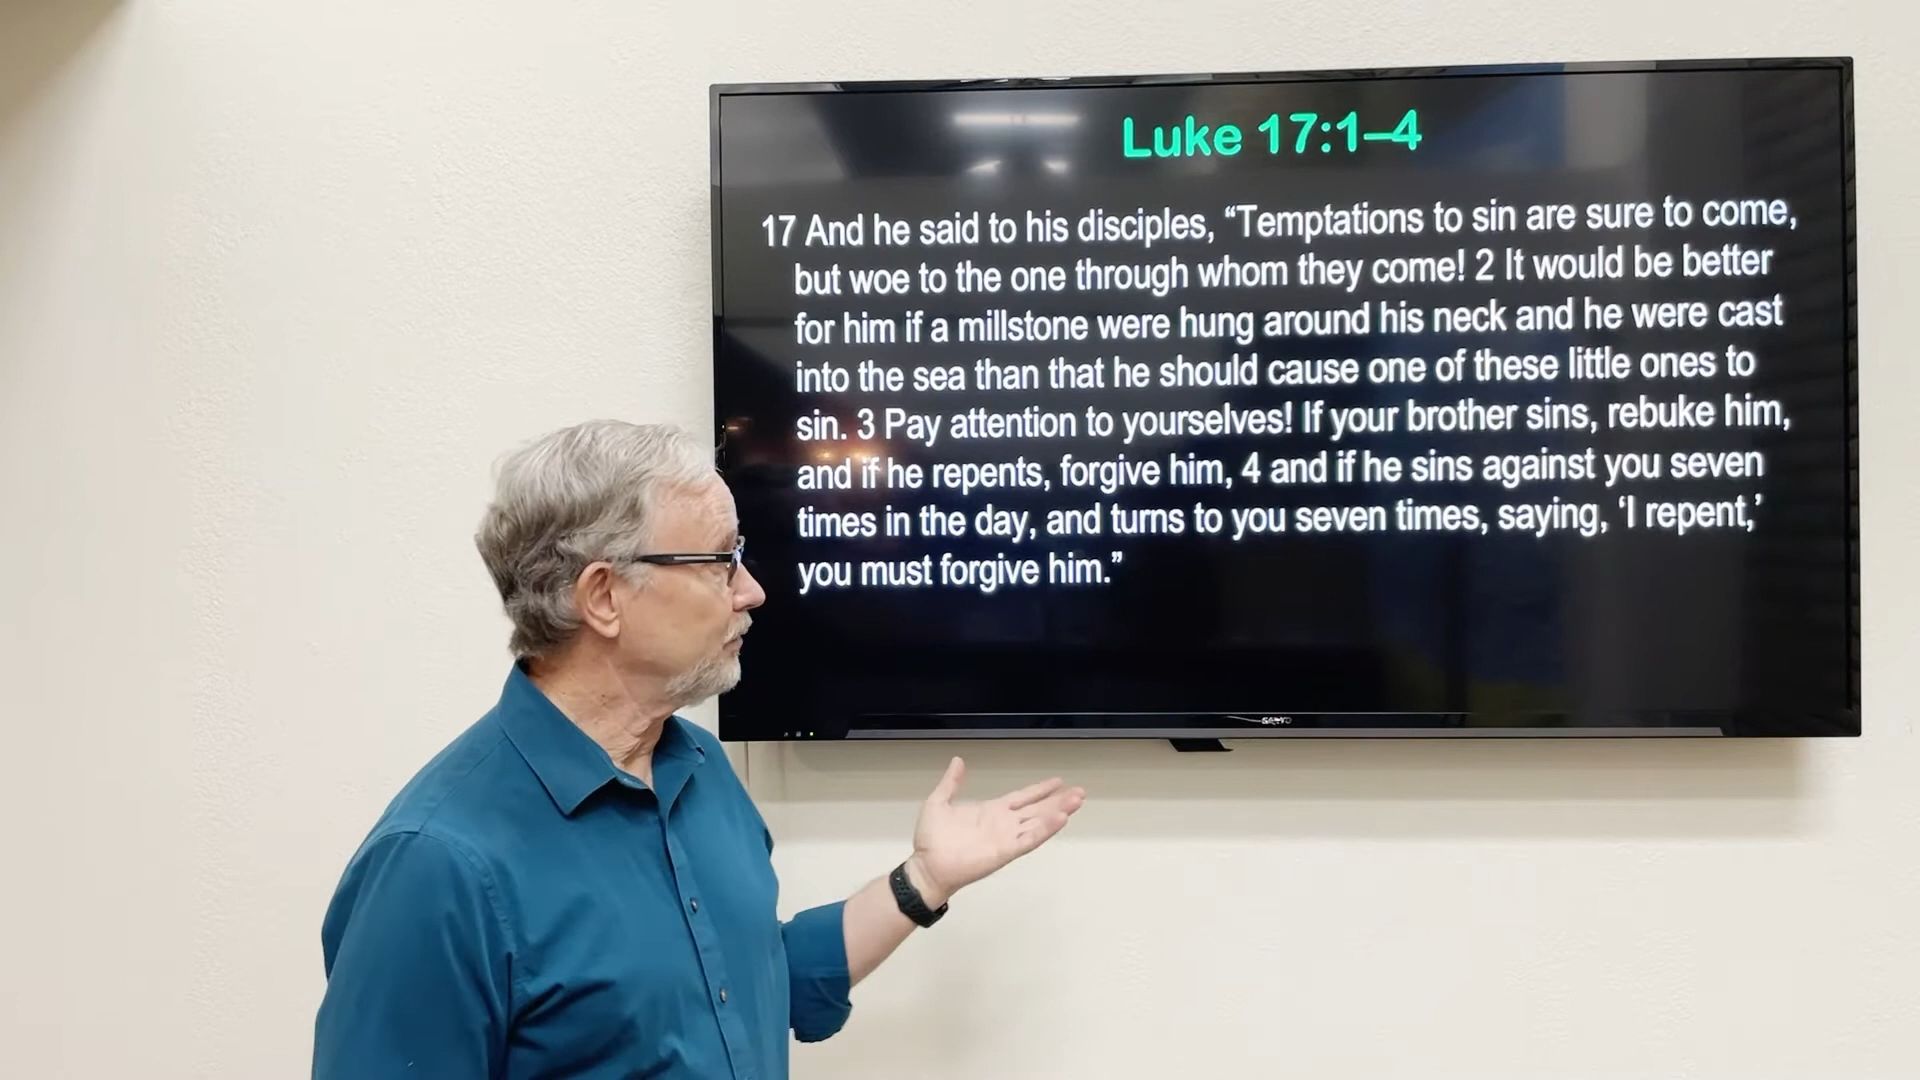 Luke 17:1–4
17 And he said to his disciples, “Temptations to sin are sure to come,
but woe to the one through whom they come! 2 It would be better
for him if a millstone were hung around his neck and he were cast
into the sea than that he should cause one of these little ones to
sin. 3 Pay attention to yourselves! If your brother sins, rebuke him,
and if he repents, forgive him, 4 and if he sins against you seven
times in the day, and turns to you seven times, saying, ‘I repent,’
you must forgive him.”
SANYO